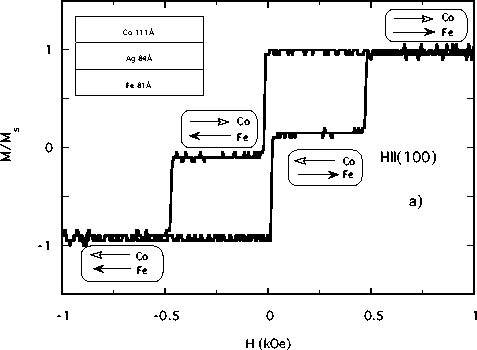 Co 111Å
Ag 84Å
Fe 81Å
Co
Fe
Co
Fe
Co
Fe
Co
Fe
H||(100)
a)
M/Ms
1
0
-1
-1
-0.5
0
0.5
1
H (kOe)